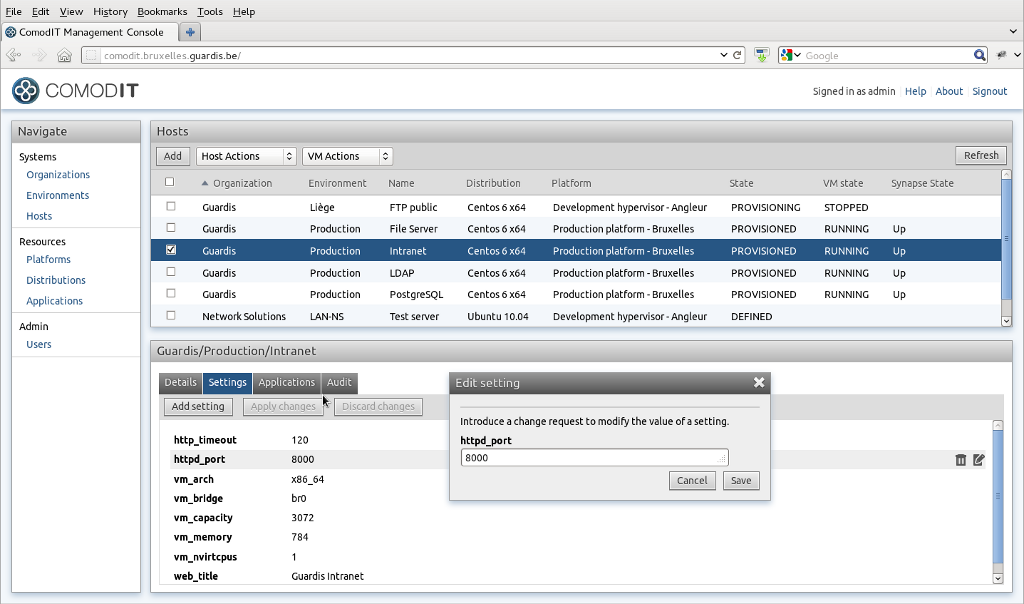 File Edit View History Bookmarks Tools Help
ComodIT Management Console
comodit.bruxelles.guardis.be/
Google
COMODIT
Signed in as admin Help About Signout
Navigate
Systems
Organizations
Environments
Hosts
Resources
Platforms
Distributions
Applications
Admin
Users
Hosts
Add Host Actions VM Actions Refresh
Organization Environment Name Distribution Platform State VM state Synapse State
Guardis Liège FTP public Centos 6 x64 Development hypervisor - Angleur PROVISIONING STOPPED
Guardis Production File Server Centos 6 x64 Production platform - Bruxelles PROVISIONED RUNNING Up
Guardis Production Intranet Centos 6 x64 Production platform - Bruxelles PROVISIONED RUNNING Up
Guardis Production LDAP Centos 6 x64 Production platform - Bruxelles PROVISIONED RUNNING Up
Guardis Production PostgreSQL Centos 6 x64 Production platform - Bruxelles PROVISIONED RUNNING Up
Network Solutions LAN-NS Test server Ubuntu 10.04 Development hypervisor - Angleur DEFINED
Guardis/Production/Intranet
Details Settings Applications Audit
Add setting Apply changes Discard changes
http_timeout 120
httpd_port 8000
vm_arch x86_64
vm_bridge br0
vm_capacity 3072
vm_memory 784
vm_nvirtcpus 1
web_title Guardis Intranet
Edit setting
Introduce a change request to modify the value of a setting.
httpd_port
8000
Cancel Save